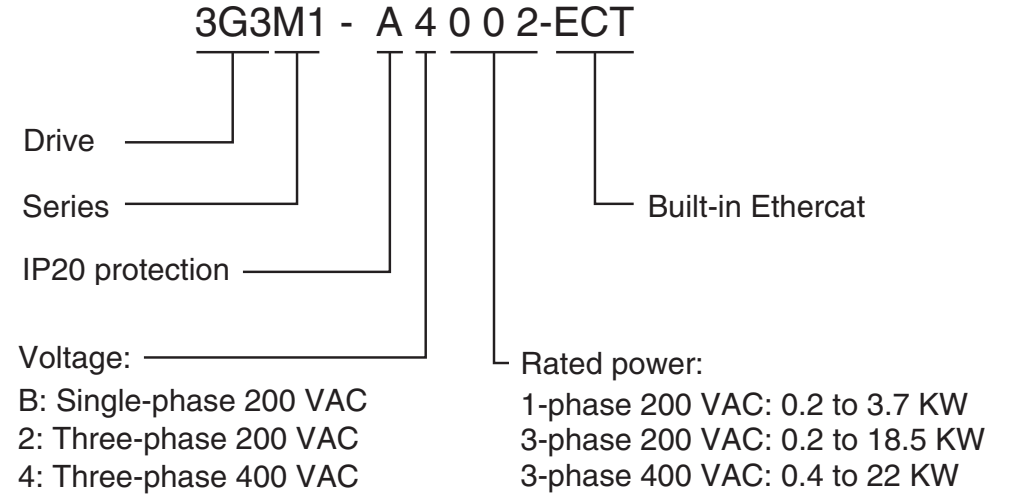 3G3M1 - A 4 0 0 2-ECT
Drive
Series
Built-in Ethercat
IP20 protection
Voltage:
B: Single-phase 200 VAC
2: Three-phase 200 VAC
4: Three-phase 400 VAC
Rated power:
1-phase 200 VAC: 0.2 to 3.7 KW
3-phase 200 VAC: 0.2 to 18.5 KW
3-phase 400 VAC: 0.4 to 22 KW